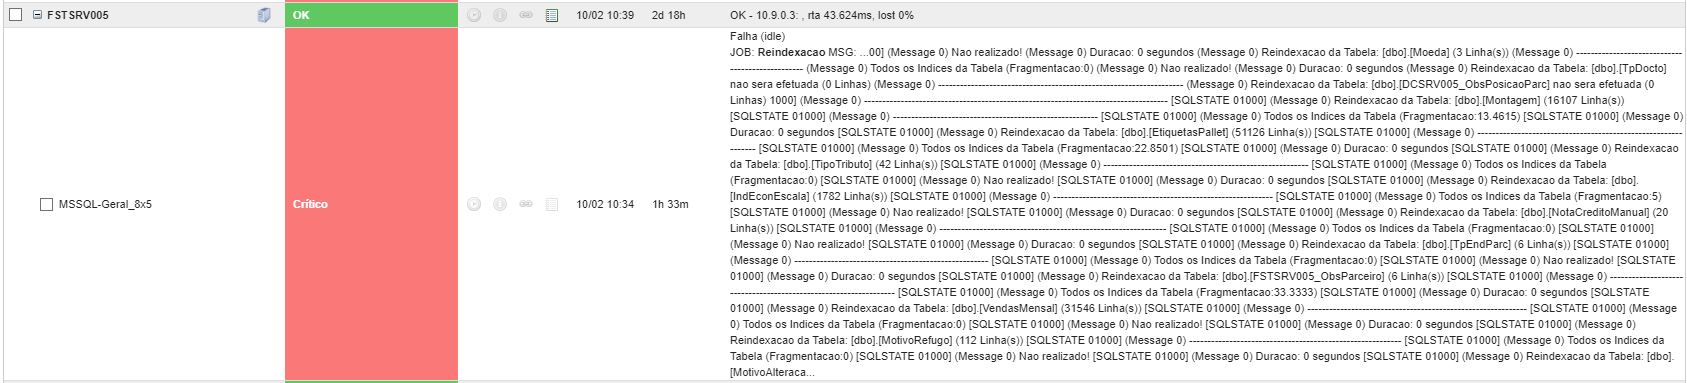 FSTSRV005 OK 10/02 10:39 2d 18h OK - 10.9.0.3: , rta 43.624ms, lost 0%
Falha (idle)
JOB: Reindexacao MSG: ...00] (Message 0) Nao realizado! (Message 0) Duracao: 0 segundos (Message 0) Reindexacao da Tabela: [dbo].[Moeda] (3 Linha(s)) (Message 0) -----------------------------------
-------------------- (Message 0) Todos os Indices da Tabela (Fragmentacao:0) (Message 0) Nao realizado! (Message 0) Duracao: 0 segundos (Message 0) Reindexacao da Tabela: [dbo].[TpDocto]
nao sera efetuada (0 Linhas) (Message 0) -------------------------------------------------------------------- (Message 0) Reindexacao da Tabela: [dbo].[DCSRV005_ObsPosicaoParc] nao sera efetuada (0
Linhas) 1000] (Message 0) -------------------------------------------------------------------------------------- [SQLSTATE 01000] (Message 0) Reindexacao da Tabela: [dbo].[Montagem] (16107 Linha(s))
[SQLSTATE 01000] (Message 0) --------------------------------------------------------- [SQLSTATE 01000] (Message 0) Todos os Indices da Tabela (Fragmentacao:13.4615) [SQLSTATE 01000] (Message 0)
Duracao: 0 segundos [SQLSTATE 01000] (Message 0) Reindexacao da Tabela: [dbo].[EtiquetasPallet] (51126 Linha(s)) [SQLSTATE 01000] (Message 0) ---------------------------------------------------------
------- [SQLSTATE 01000] (Message 0) Todos os Indices da Tabela (Fragmentacao:22.8501) [SQLSTATE 01000] (Message 0) Duracao: 0 segundos [SQLSTATE 01000] (Message 0) Reindexacao
da Tabela: [dbo].[TipoTributo] (42 Linha(s)) [SQLSTATE 01000] (Message 0) --------------------------------------------------------- [SQLSTATE 01000] (Message 0) Todos os Indices da Tabela
(Fragmentacao:0) [SQLSTATE 01000] (Message 0) Nao realizado! [SQLSTATE 01000] (Message 0) Duracao: 0 segundos [SQLSTATE 01000] (Message 0) Reindexacao da Tabela: [dbo].
[IndEconEscala] (1782 Linha(s)) [SQLSTATE 01000] (Message 0) ------------------------------------------------------------- [SQLSTATE 01000] (Message 0) Todos os Indices da Tabela (Fragmentacao:5)
MSSQL-Geral_8x5 Crítico 10/02 10:34 1h 33m [SQLSTATE 01000] (Message 0) Nao realizado! [SQLSTATE 01000] (Message 0) Duracao: 0 segundos [SQLSTATE 01000] (Message 0) Reindexacao da Tabela: [dbo].[NotaCreditoManual] (20
Linha(s)) [SQLSTATE 01000] (Message 0) --------------------------------------------------------------- [SQLSTATE 01000] (Message 0) Todos os Indices da Tabela (Fragmentacao:0) [SQLSTATE 01000]
(Message 0) Nao realizado! [SQLSTATE 01000] (Message 0) Duracao: 0 segundos [SQLSTATE 01000] (Message 0) Reindexacao da Tabela: [dbo].[TpEndParc] (6 Linha(s)) [SQLSTATE 01000]
(Message 0) ------------------------------------------------------- [SQLSTATE 01000] (Message 0) Todos os Indices da Tabela (Fragmentacao:0) [SQLSTATE 01000] (Message 0) Nao realizado! [SQLSTATE
01000] (Message 0) Duracao: 0 segundos [SQLSTATE 01000] (Message 0) Reindexacao da Tabela: [dbo].[FSTSRV005_ObsParceiro] (6 Linha(s)) [SQLSTATE 01000] (Message 0) ---------------------
---------------------------------------------- [SQLSTATE 01000] (Message 0) Todos os Indices da Tabela (Fragmentacao:33.3333) [SQLSTATE 01000] (Message 0) Duracao: 0 segundos [SQLSTATE
01000] (Message 0) Reindexacao da Tabela: [dbo].[VendasMensal] (31546 Linha(s)) [SQLSTATE 01000] (Message 0) ------------------------------------------------------------- [SQLSTATE 01000] (Message
0) Todos os Indices da Tabela (Fragmentacao:0) [SQLSTATE 01000] (Message 0) Nao realizado! [SQLSTATE 01000] (Message 0) Duracao: 0 segundos [SQLSTATE 01000] (Message 0)
Reindexacao da Tabela: [dbo].[MotivoRefugo] (112 Linha(s)) [SQLSTATE 01000] (Message 0) ----------------------------------------------------------- [SQLSTATE 01000] (Message 0) Todos os Indices da
Tabela (Fragmentacao:0) [SQLSTATE 01000] (Message 0) Nao realizado! [SQLSTATE 01000] (Message 0) Duracao: 0 segundos [SQLSTATE 01000] (Message 0) Reindexacao da Tabela: [dbo].
[MotivoAlteraca...